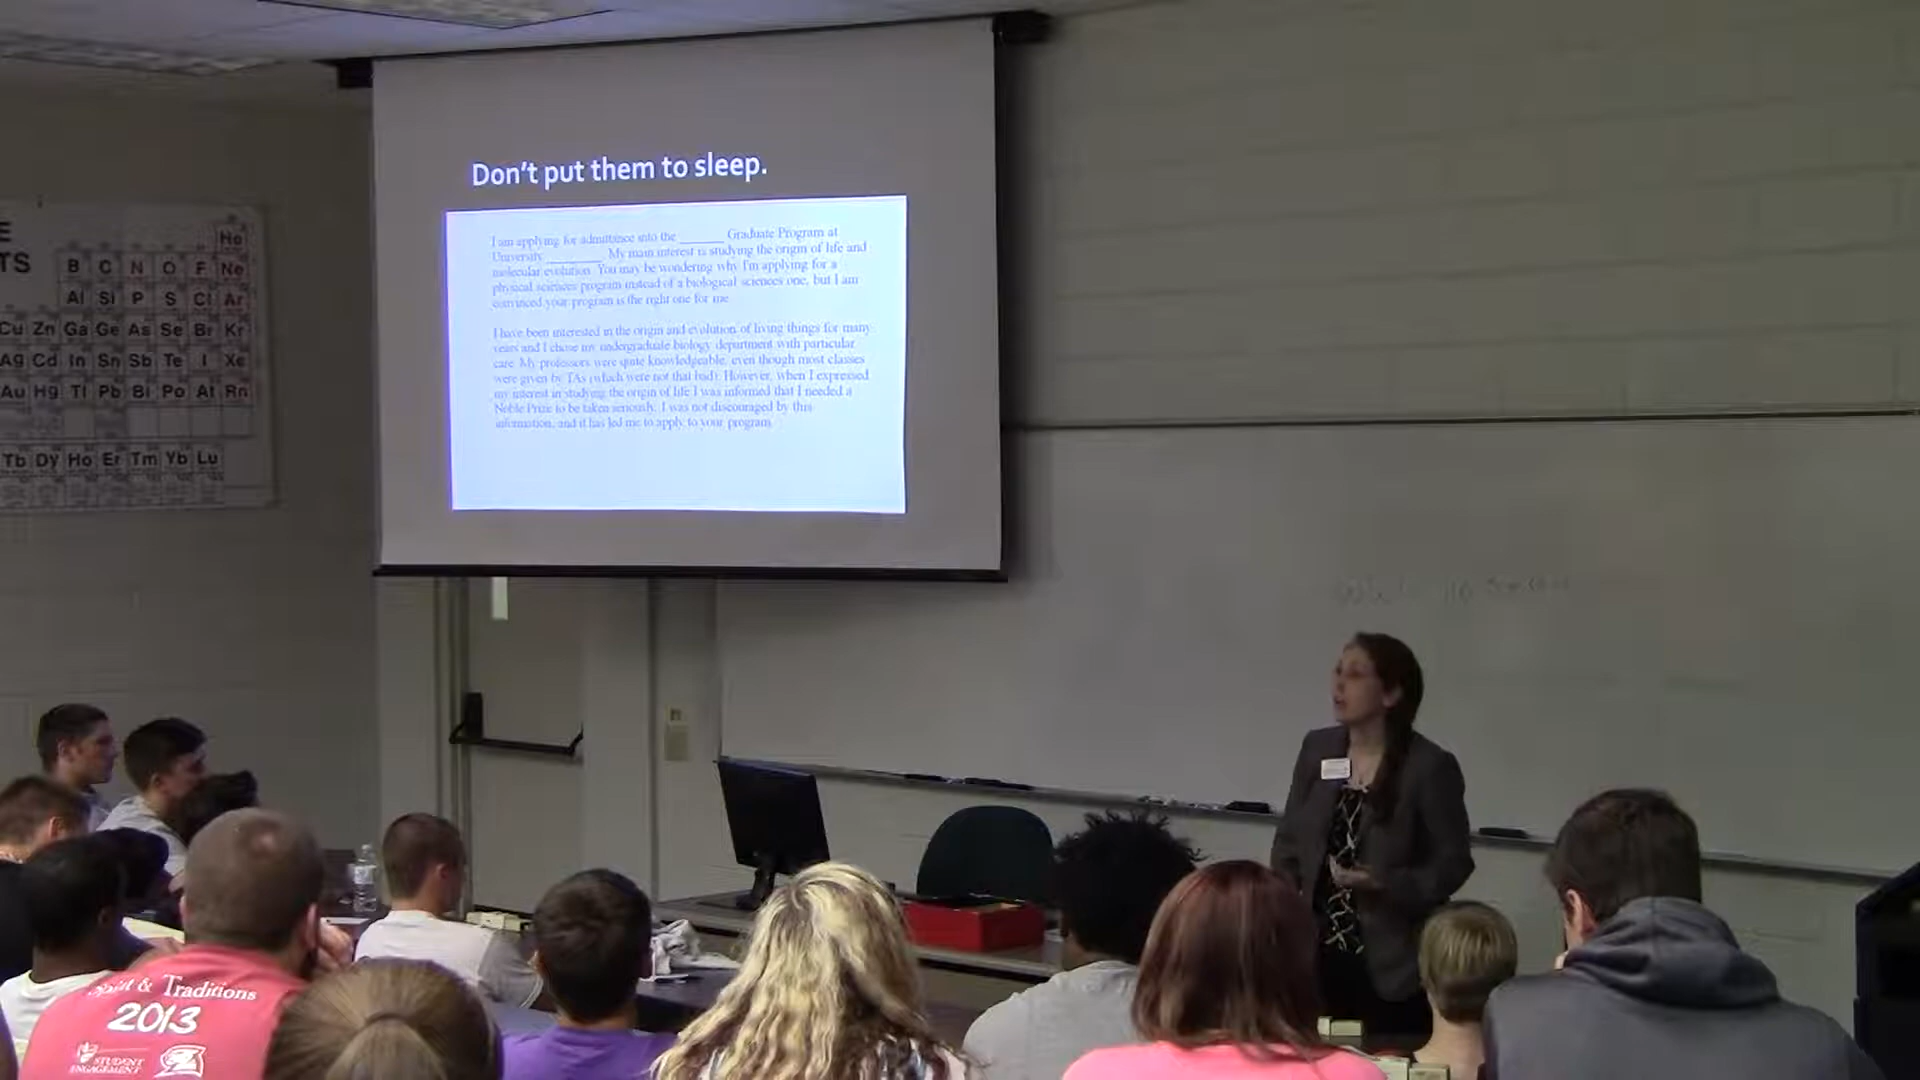 Don't put them to sleep.
I am applying for admittance into the ______ Graduate Program at
University ________. My main interest is studying the origin of life and
molecular evolution. You may be wondering why I'm applying for a
physical sciences program instead of a biological sciences one, but I am
convinced your program is the right one for me.
I have been interested in the origin and evolution of living things for many
years and I chose my undergraduate biology department with particular
care. My professors were quite knowledgeable, even though most classes
were given by TAs (which were not that bad). However, when I expressed
my interest in studying the origin of life I was informed that I needed a
Noble Prize to be taken seriously. I was not discouraged by this
information, and it has led me to apply to your program.
E
TS
He
B C N O F Ne
Al Si P S Cl Ar
Cu Zn Ga Ge As Se Br Kr
Ag Cd In Sn Sb Te I Xe
Au Hg Tl Pb Bi Po At Rn
Tb Dy Ho Er Tm Yb Lu
Spirit & Traditions
2013
STUDENT
ENGAGEMENT